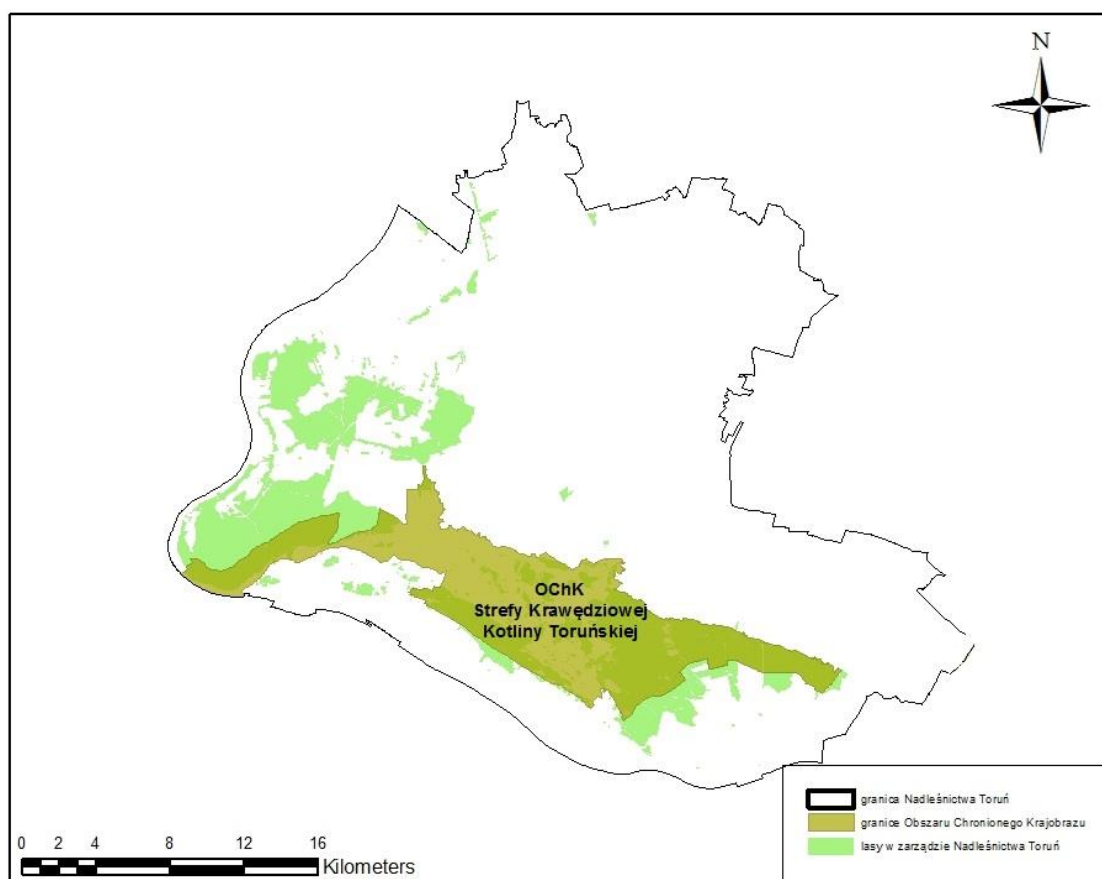 N
OChK
Strefy Krawędziowej
Kotliny Toruńskiej
granica Nadleśnictwa Toruń
granice Obszaru Chronionego Krajobrazu
lasy w zarządzie Nadleśnictwa Toruń
0 2 4 8 12 16
Kilometers